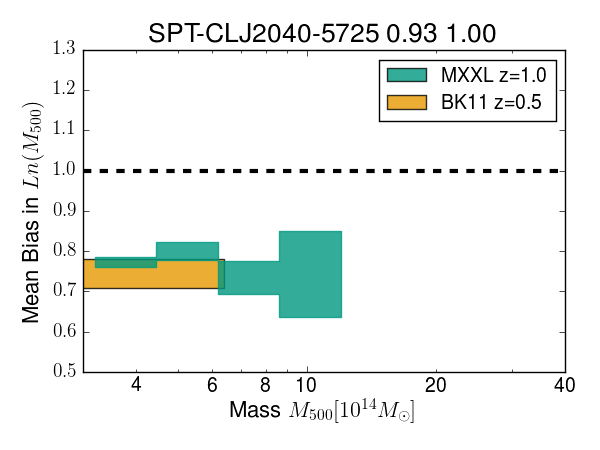 SPT-CLJ2040-5725 0.93 1.00
MXXL z=1.0
BK11 z=0.5
Mean Bias in Ln(M₅₀₀)
1.3
1.2
1.1
1.0
0.9
0.8
0.7
0.6
0.5
4 6 8 10 20 40
Mass M₅₀₀[10¹⁴M☉]